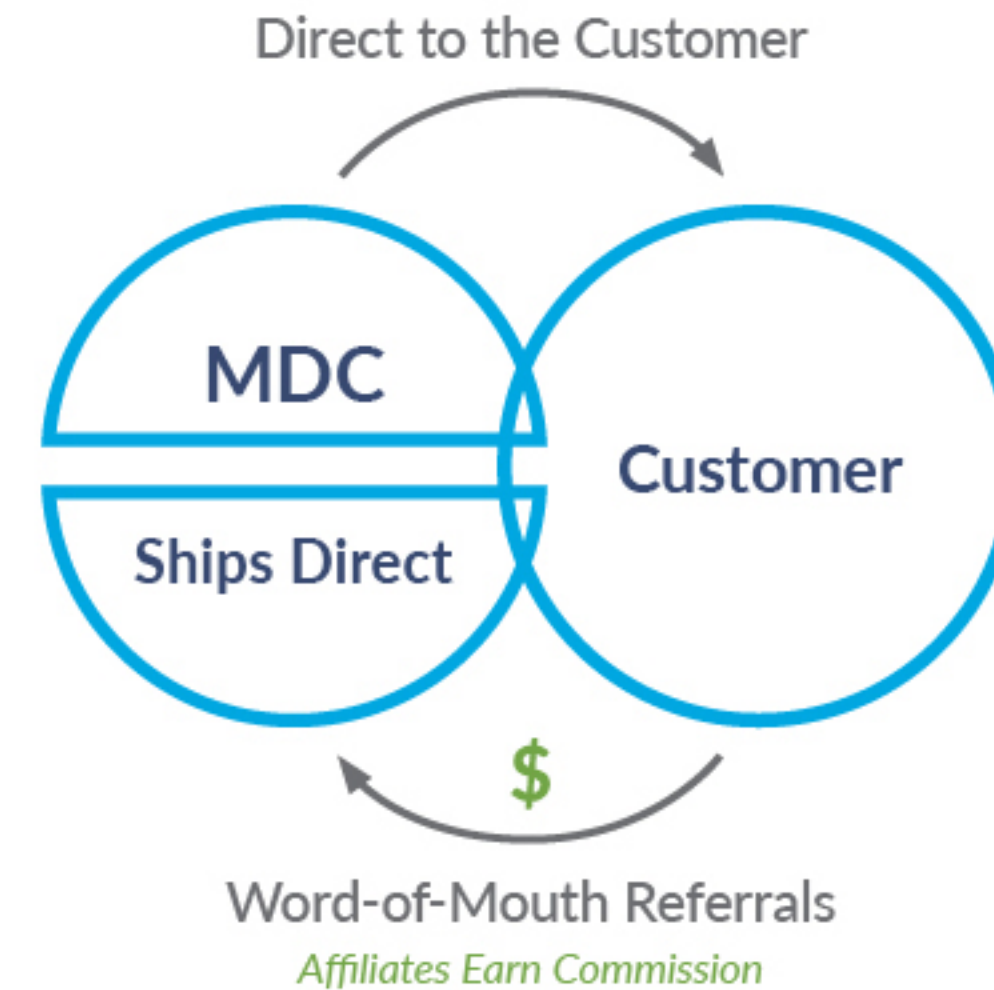 Direct to the Customer
MDC
Customer
Ships Direct
$
Word-of-Mouth Referrals
Affiliates Earn Commission